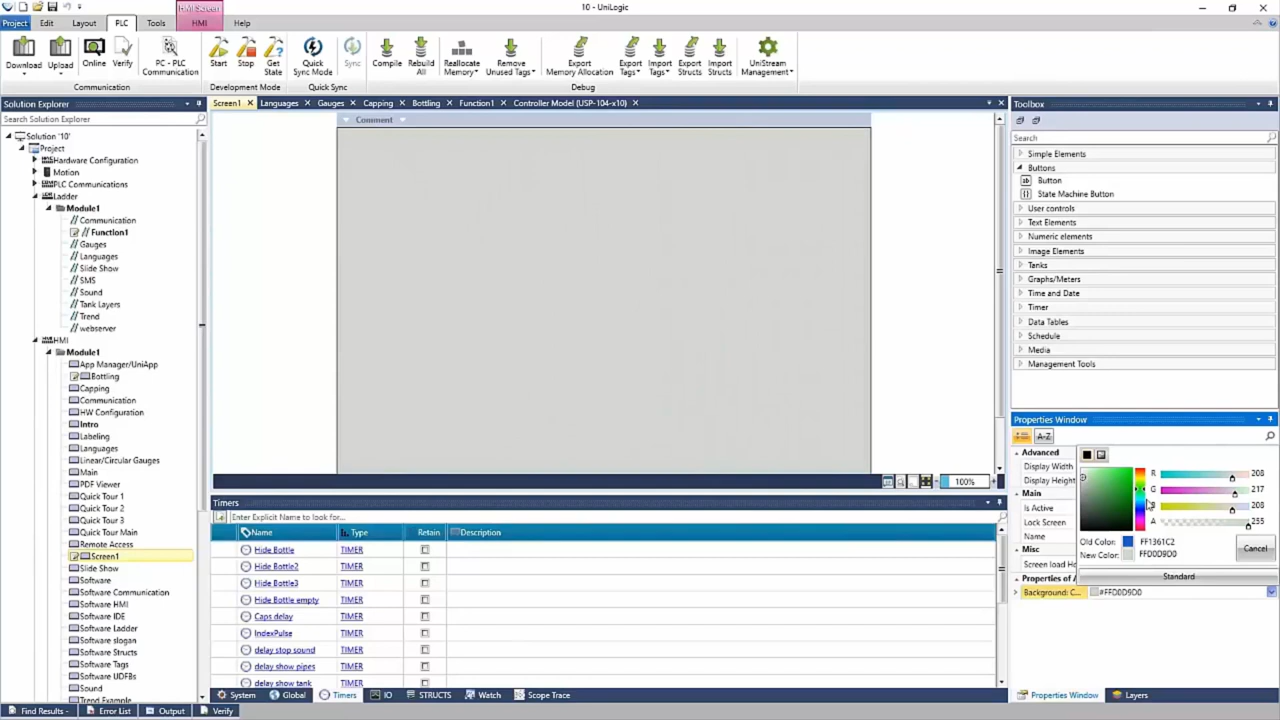 10 - UniLogic
HMI Screen
Project Edit Layout PLC Tools HMI Help
Download Upload Online Verify PC - PLC Communication Start Stop Get State Quick Sync Mode Sync Compile Rebuild All Reallocate Memory Remove Unused Tags Export Memory Allocation Export Tags Import Tags Export Structs Import Structs UniStream Management
Communication Development Mode Quick Sync Debug
Solution Explorer
Search Solution Explorer
Solution '10'
Project
Hardware Configuration
Motion
PLC Communications
Ladder
Module1
Communication
Function1
Gauges
Languages
Slide Show
SMS
Sound
Tank Layers
Trend
webserver
HMI
Module1
App Manager/UniApp
Bottling
Capping
Communication
HW Configuration
Intro
Labeling
Languages
Linear/Circular Gauges
Main
PDF Viewer
Quick Tour 1
Quick Tour 2
Quick Tour 3
Quick Tour Main
Remote Access
Screen1
Slide Show
Software
Software Communication
Software HMI
Software IDE
Software Ladder
Software slogan
Software Structs
Software Tags
Software UDFBs
Sound
Trend Example
Screen1 Languages Gauges Capping Bottling Function1 Controller Model (USP-104-x10)
Comment
100%
Timers
Enter Explicit Name to look for...
Name Type Retain Description
Hide Bottle TIMER
Hide Bottle2 TIMER
Hide Bottle3 TIMER
Hide Bottle empty TIMER
Caps delay TIMER
IndexPulse TIMER
delay stop sound TIMER
delay show pipes TIMER
delay show tank TIMER
System Global Timers IO STRUCTS Watch Scope Trace
Toolbox
Search
Simple Elements
Buttons
Button
State Machine Button
User controls
Text Elements
Numeric elements
Image Elements
Tanks
Graphs/Meters
Time and Date
Timer
Data Tables
Schedule
Media
Management Tools
Properties Window
A-Z
Advanced
Display Width
Display Height
Main
Is Active
Lock Screen
Name
Misc
Screen load H
Properties of A
Background: C... #FFD0D9D0
R 208
G 217
208
A 255
Old Color: FF1361C2
New Color: FFD0D9D0
Cancel
Standard
Properties Window Layers
Find Results - Error List Output Verify